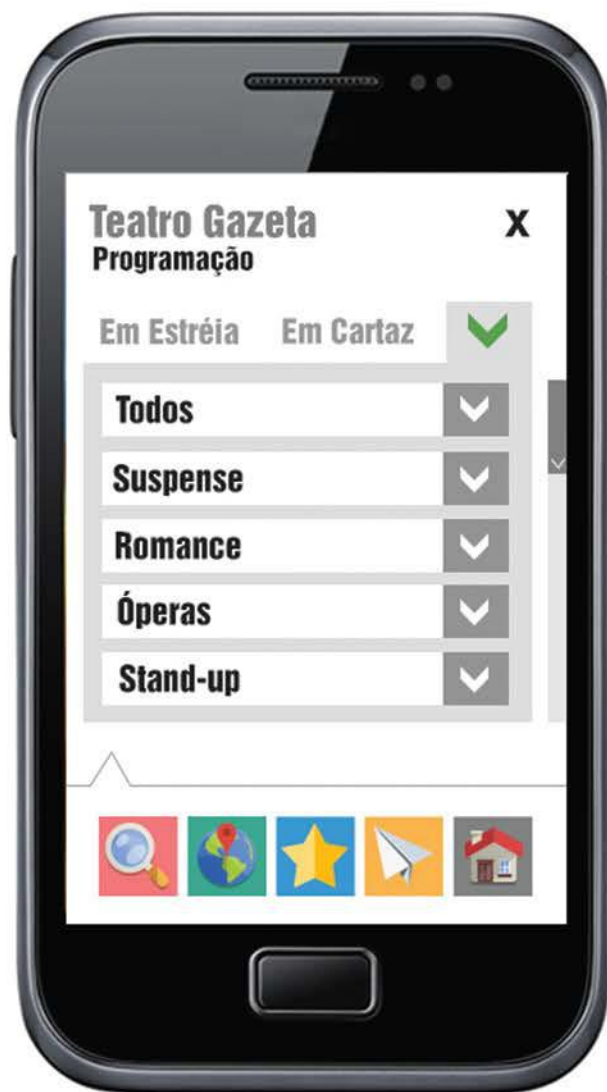 Teatro Gazeta
X
Programação
Em Estréia Em Cartaz
Todos
Suspense
Romance
Óperas
Stand-up